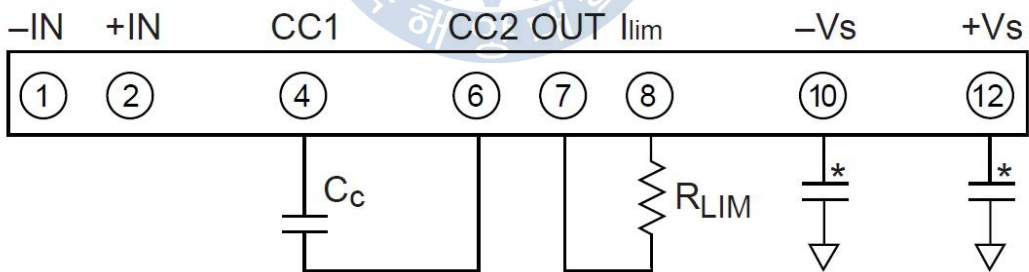 –IN +IN CC1 CC2 OUT Ilim –Vs +Vs
1 2 4 6 7 8 10 12
Cc RLIM * *